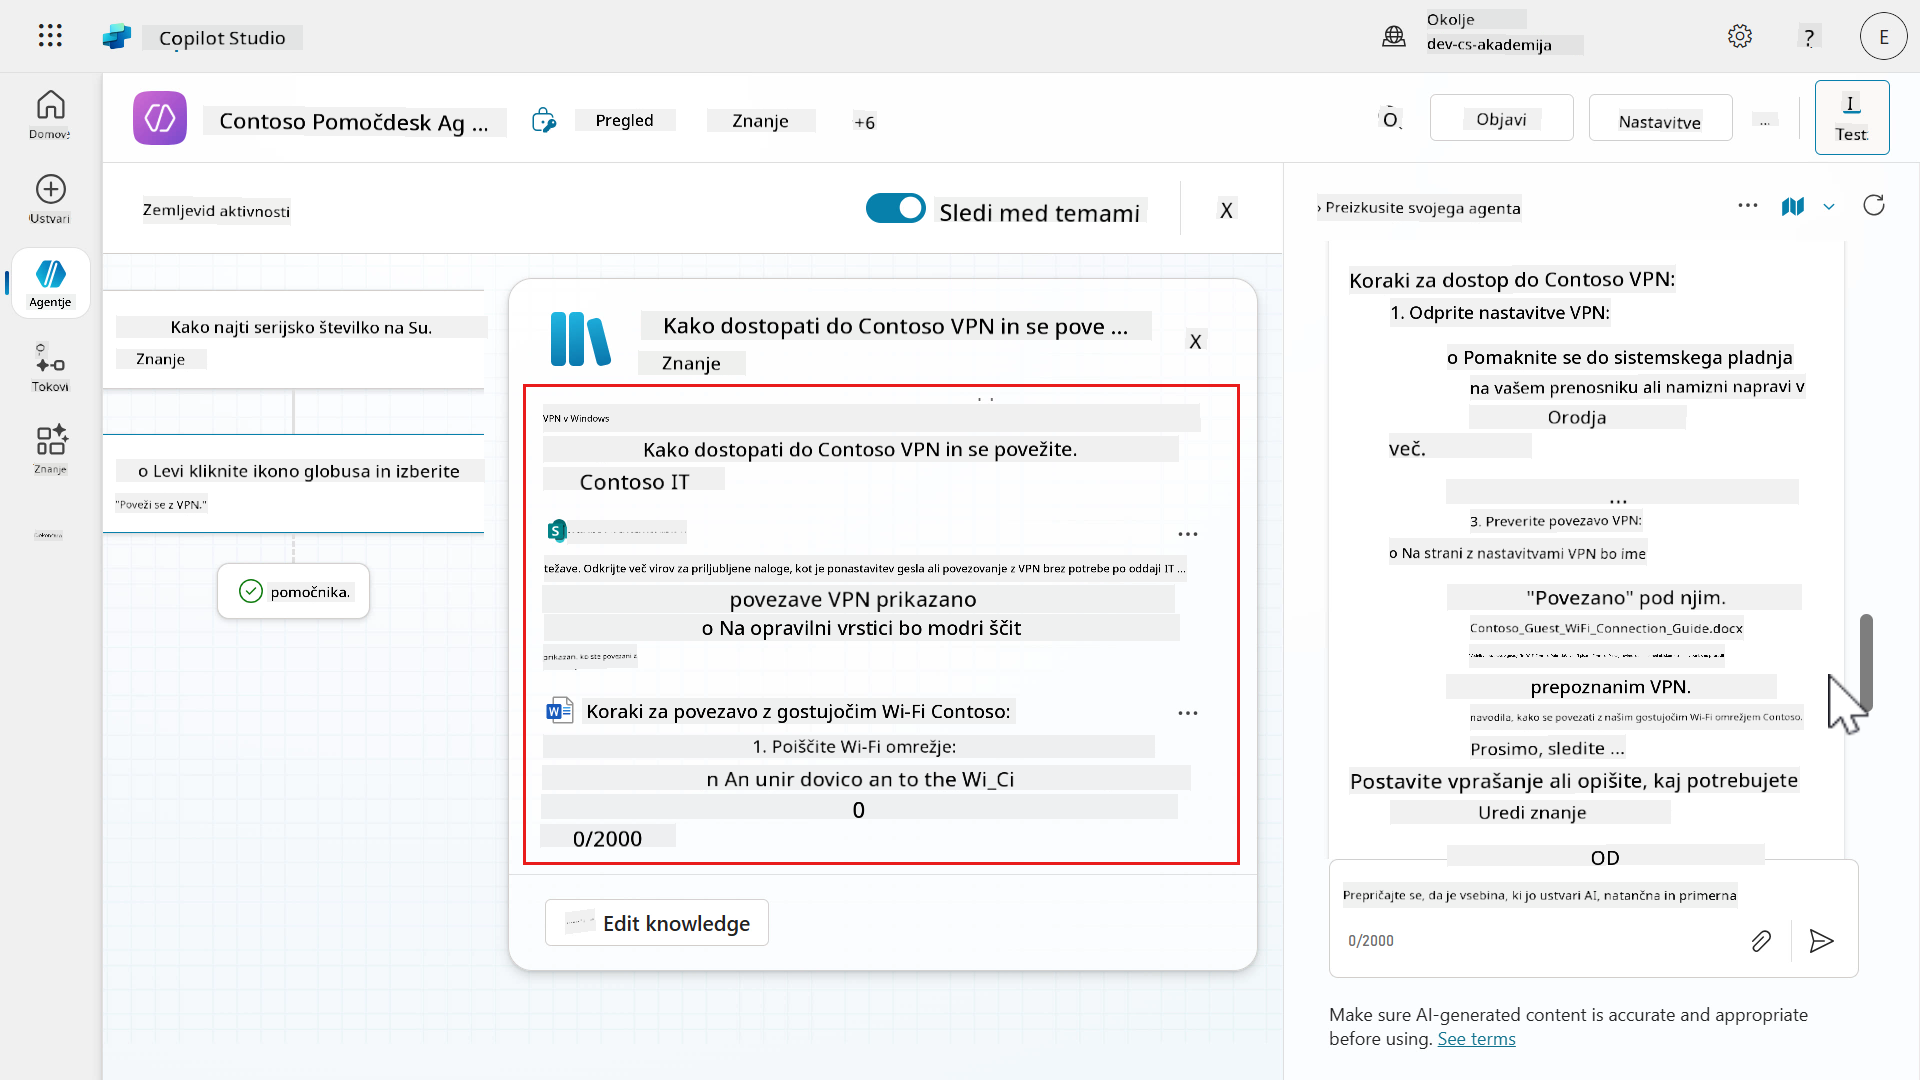 Copilot Studio
Okolje
dev-cs-akademija
?
E
Domov
Ustvari
Agentje
Tokovi
Znanje
Contoso Pomočdesk Ag ...
Pregled
Znanje
+6
Objavi
Nastavitve
...
Test
Zemljevid aktivnosti
Sledi med temami
X
Kako najti serijsko številko na Su.
Znanje
o Levi kliknite ikono globusa in izberite
"Poveži se z VPN."
pomočnika.
Kako dostopati do Contoso VPN in se pove ...
Znanje
X
VPN v Windows
Kako dostopati do Contoso VPN in se povežite.
Contoso IT
težave. Odkrijte več virov za priljubljene naloge, kot je ponastavitev gesla ali povezovanje z VPN brez potrebe po oddaji IT ...
povezave VPN prikazano
o Na opravilni vrstici bo modri ščit
prikazan, ko ste povezani z
Koraki za povezavo z gostujočim Wi-Fi Contoso:
1. Poiščite Wi-Fi omrežje:
n An unir dovico an to the Wi_Ci
0
0/2000
Edit knowledge
› Preizkusite svojega agenta
Koraki za dostop do Contoso VPN:
1. Odprite nastavitve VPN:
o Pomaknite se do sistemskega pladnja
na vašem prenosniku ali namizni napravi v
Orodja
več.
...
3. Preverite povezavo VPN:
o Na strani z nastavitvami VPN bo ime
"Povezano" pod njim.
Contoso_Guest_WiFi_Connection_Guide.docx
prepoznanim VPN.
navodila, kako se povezati z našim gostujočim Wi-Fi omrežjem Contoso.
Prosimo, sledite ...
Postavite vprašanje ali opišite, kaj potrebujete
Uredi znanje
OD
Prepričajte se, da je vsebina, ki jo ustvari AI, natančna in primerna
0/2000
Make sure AI-generated content is accurate and appropriate
before using. See terms